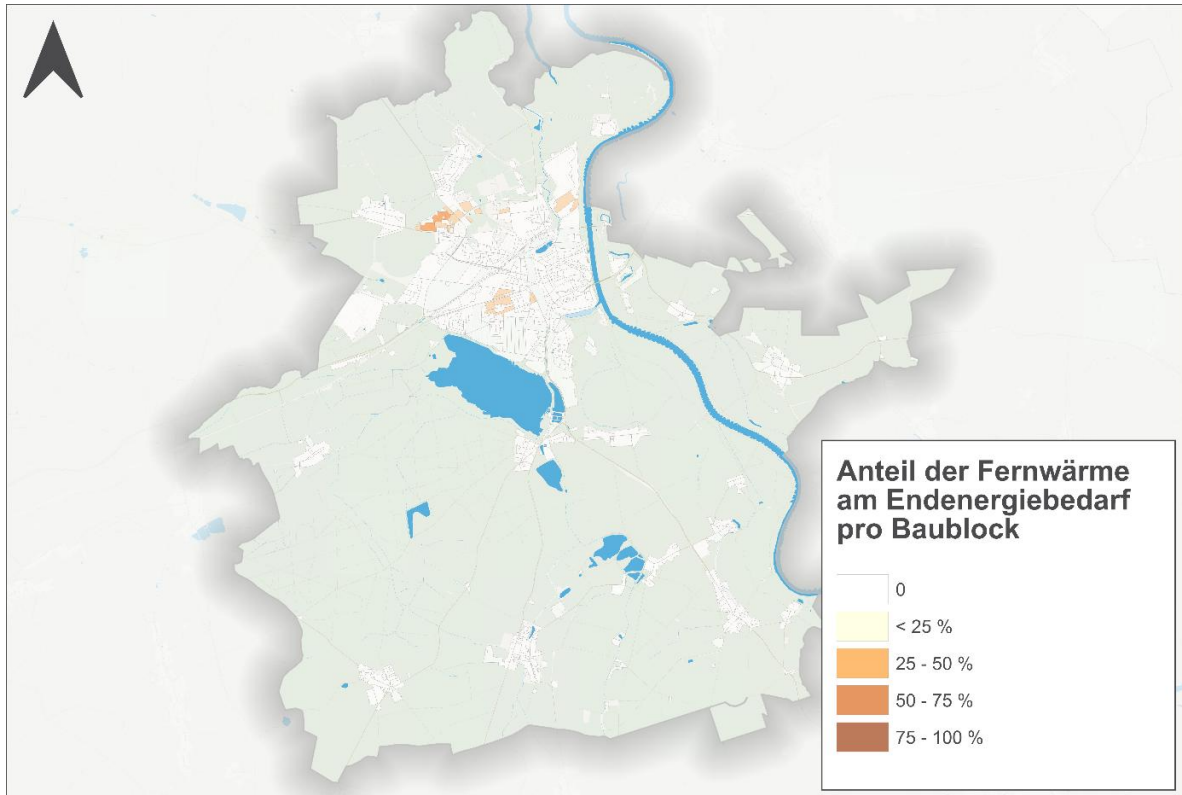 Anteil der Fernwärme
am Endenergiebedarf
pro Baublock
0
< 25 %
25 - 50 %
50 - 75 %
75 - 100 %